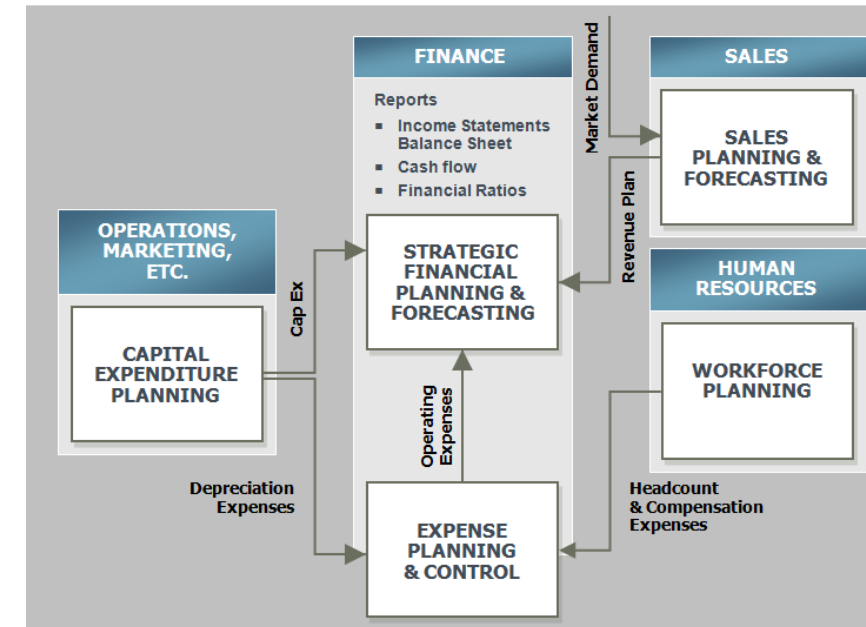 FINANCE
Reports
▪ Income Statements
Balance Sheet
▪ Cash flow
▪ Financial Ratios
STRATEGIC
FINANCIAL
PLANNING &
FORECASTING
Operating
Expenses
EXPENSE
PLANNING
& CONTROL
OPERATIONS,
MARKETING,
ETC.
CAPITAL
EXPENDITURE
PLANNING
Cap Ex
Depreciation
Expenses
Market Demand
Revenue Plan
SALES
SALES
PLANNING &
FORECASTING
HUMAN
RESOURCES
WORKFORCE
PLANNING
Headcount
& Compensation
Expenses